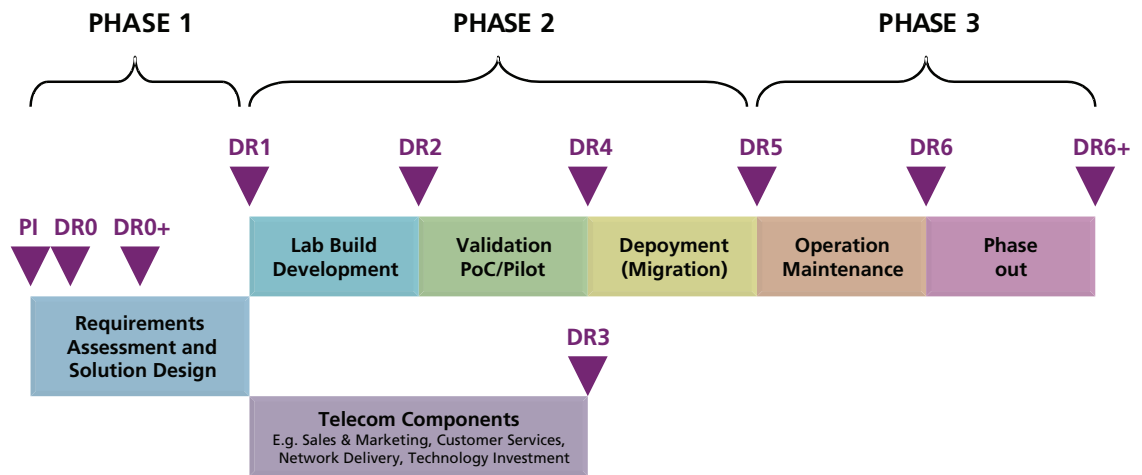 PHASE 1
PHASE 2
PHASE 3
DR1
DR2
DR4
DR5
DR6
DR6+
PI
DR0
DR0+
Lab Build
Development
Validation
PoC/Pilot
Depoyment
(Migration)
Operation
Maintenance
Phase
out
Requirements
Assessment and
Solution Design
DR3
Telecom Components
E.g. Sales & Marketing, Customer Services,
Network Delivery, Technology Investment